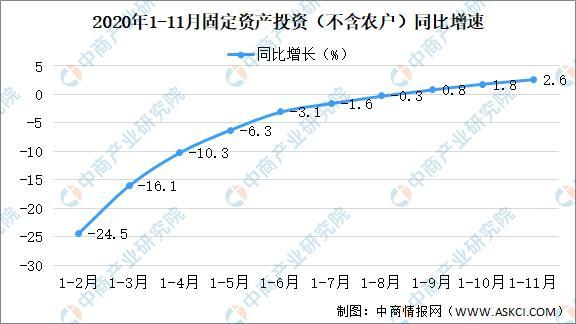 2020年1-11月固定资产投资（不含农户）同比增速
同比增长（%）
5
0
-5
-10
-15
-20
-25
-30
-24.5
-16.1
-10.3
-6.3
-3.1
-1.6
-0.3
0.8
1.8
2.6
1-2月
1-3月
1-4月
1-5月
1-6月
1-7月
1-8月
1-9月
1-10月
1-11月
制图：中商情报网（WWW.ASKCI.COM）
中商产业研究院